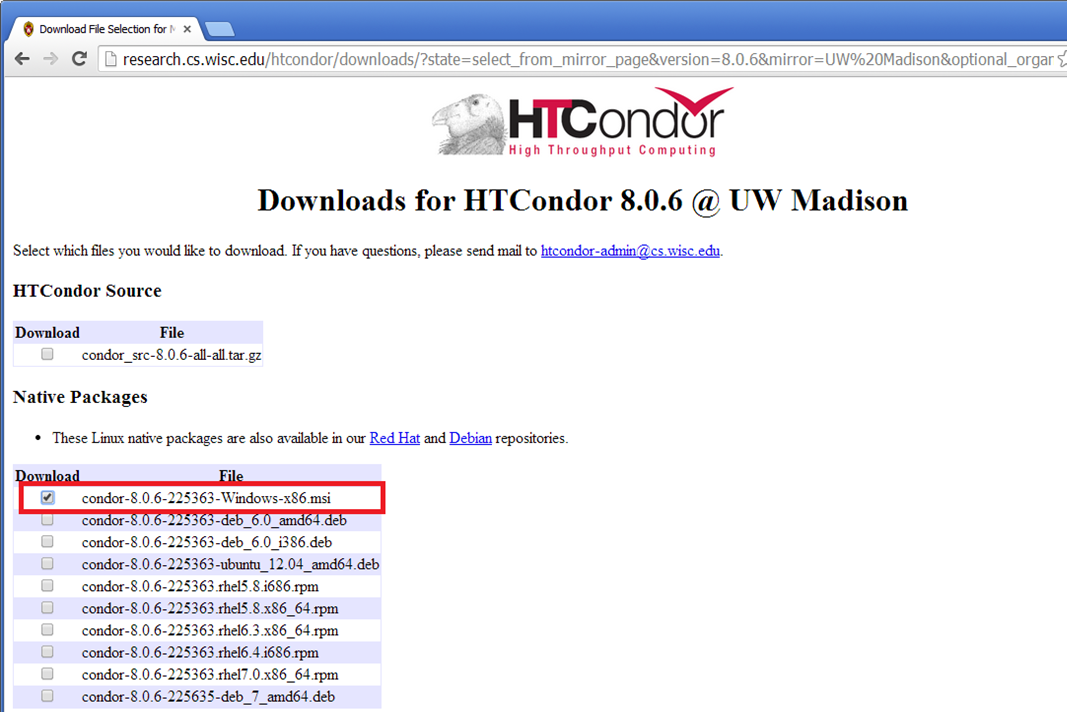 Download File Selection for
research.cs.wisc.edu/htcondor/downloads/?state=select_from_mirror_page&version=8.0.6&mirror=UW%20Madison&optional_organ
HTCondor
High Throughput Computing
Downloads for HTCondor 8.0.6 @ UW Madison
Select which files you would like to download. If you have questions, please send mail to htcondor-admin@cs.wisc.edu.
HTCondor Source
Download File
condor_src-8.0.6-all-all.tar.gz
Native Packages
• These Linux native packages are also available in our Red Hat and Debian repositories.
Download File
condor-8.0.6-225363-Windows-x86.msi
condor-8.0.6-225363-deb_6.0_amd64.deb
condor-8.0.6-225363-deb_6.0_i386.deb
condor-8.0.6-225363-ubuntu_12.04_amd64.deb
condor-8.0.6-225363.rhel5.8.i686.rpm
condor-8.0.6-225363.rhel5.8.x86_64.rpm
condor-8.0.6-225363.rhel6.3.x86_64.rpm
condor-8.0.6-225363.rhel6.4.i686.rpm
condor-8.0.6-225363.rhel7.0.x86_64.rpm
condor-8.0.6-225635-deb_7_amd64.deb